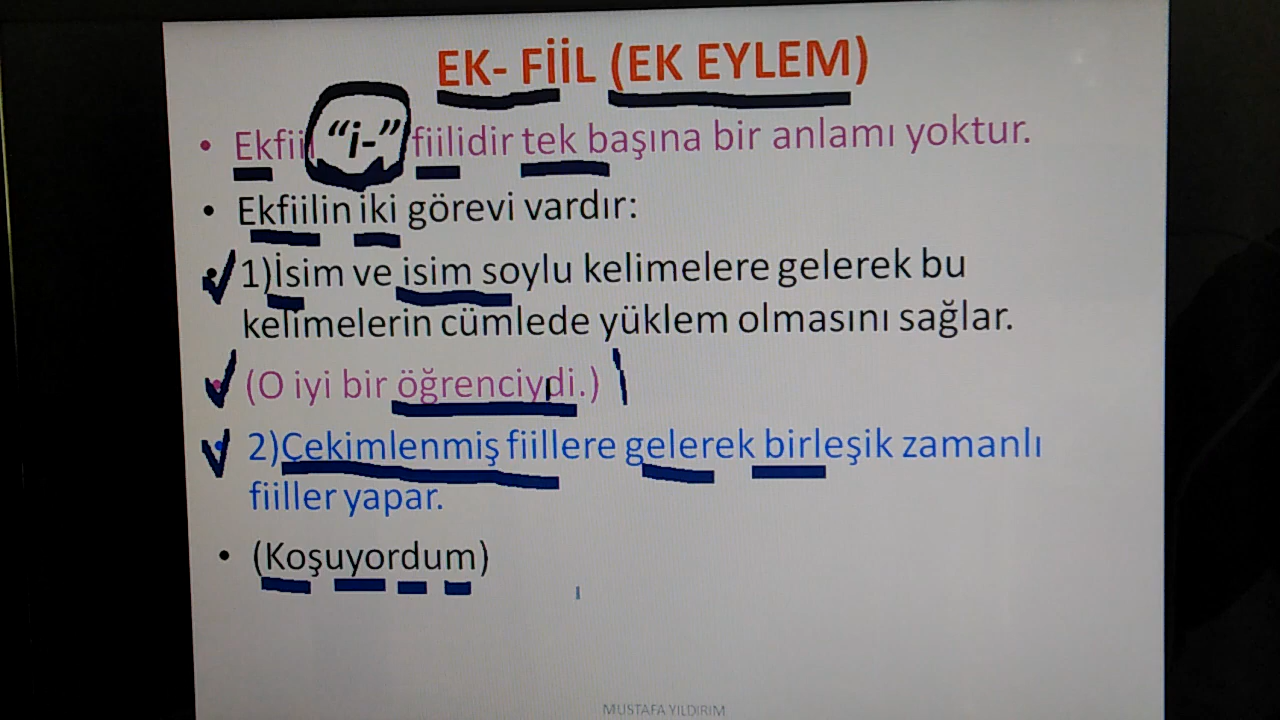 EK- FİİL (EK EYLEM)
• Ekfiil "i-" fiilidir tek başına bir anlamı yoktur.
• Ekfiilin iki görevi vardır:
• 1)İsim ve isim soylu kelimelere gelerek bu
kelimelerin cümlede yüklem olmasını sağlar.
• (O iyi bir öğrenciydi.)
• 2)Çekimlenmiş fiillere gelerek birleşik zamanlı
fiiller yapar.
• (Koşuyordum)
MUSTAFA YILDIRIM